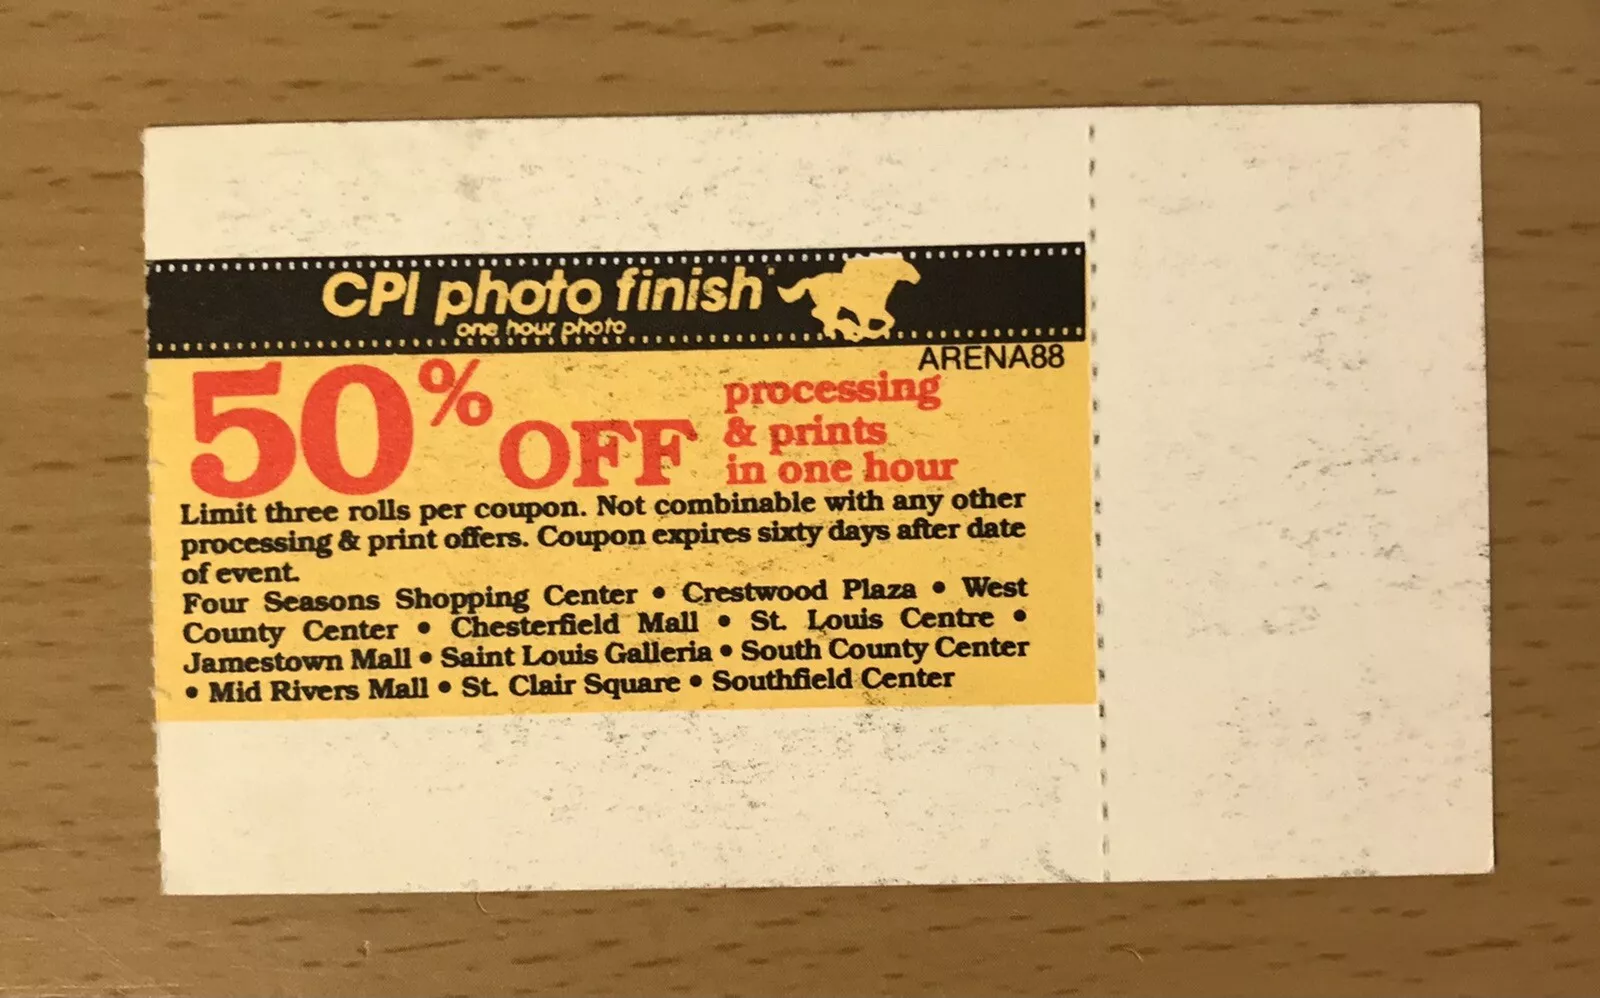 CPI photo finish
one hour photo
ARENA88
50% OFF
processing
& prints
in one hour
Limit three rolls per coupon. Not combinable with any other
processing & print offers. Coupon expires sixty days after date
of event.
Four Seasons Shopping Center • Crestwood Plaza • West
County Center • Chesterfield Mall • St. Louis Centre •
Jamestown Mall • Saint Louis Galleria • South County Center
• Mid Rivers Mall • St. Clair Square • Southfield Center